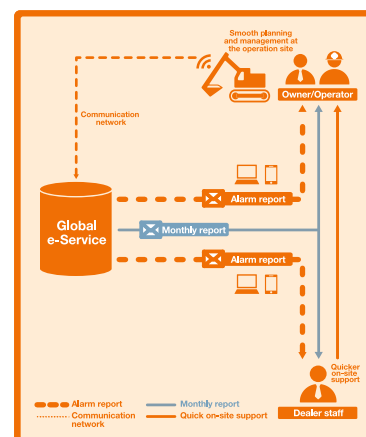 Smooth planning
and management at
the operation site
Owner/Operator
Communication
network
Alarm report
Global
e-Service
Monthly report
Alarm report
Quicker
on-site
support
Dealer staff
Alarm report
Monthly report
Communication
network
Quick on-site support